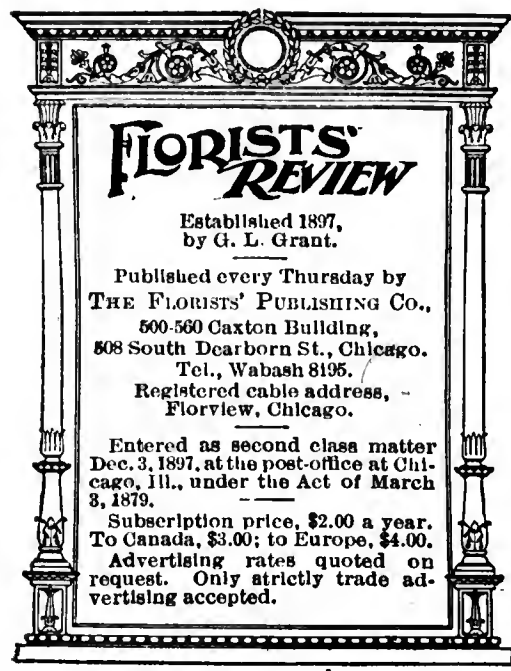 FLORISTS'
REVIEW
Established 1897,
by G. L. Grant.
Published every Thursday by
THE FLORISTS' PUBLISHING CO.,
500-560 Caxton Building,
508 South Dearborn St., Chicago.
Tel., Wabash 8195.
Registered cable address,
Florview, Chicago.
Entered as second class matter
Dec. 3, 1897, at the post-office at Chi-
cago, Ill., under the Act of March
3, 1879.
Subscription price, $2.00 a year.
To Canada, $3.00; to Europe, $4.00.
Advertising rates quoted on
request. Only strictly trade ad-
vertising accepted.